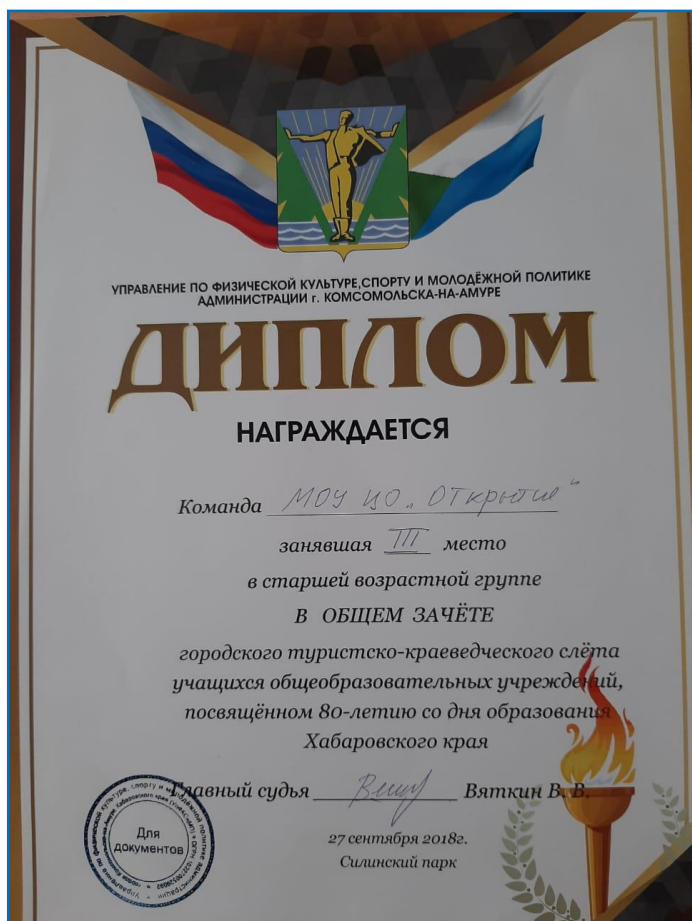 УПРАВЛЕНИЕ ПО ФИЗИЧЕСКОЙ КУЛЬТУРЕ,СПОРТУ И МОЛОДЁЖНОЙ ПОЛИТИКЕ
АДМИНИСТРАЦИИ г. КОМСОМОЛЬСКА-НА-АМУРЕ
ДИПЛОМ
НАГРАЖДАЕТСЯ
Команда МОУ ЦО „Открытие"
занявшая III место
в старшей возрастной группе
В ОБЩЕМ ЗАЧЁТЕ
городского туристско-краеведческого слёта
учащихся общеобразовательных учреждений,
посвящённом 80-летию со дня образования
Хабаровского края
Главный судья Вяткин В. В.
Для
документов
27 сентября 2018г.
Силинский парк